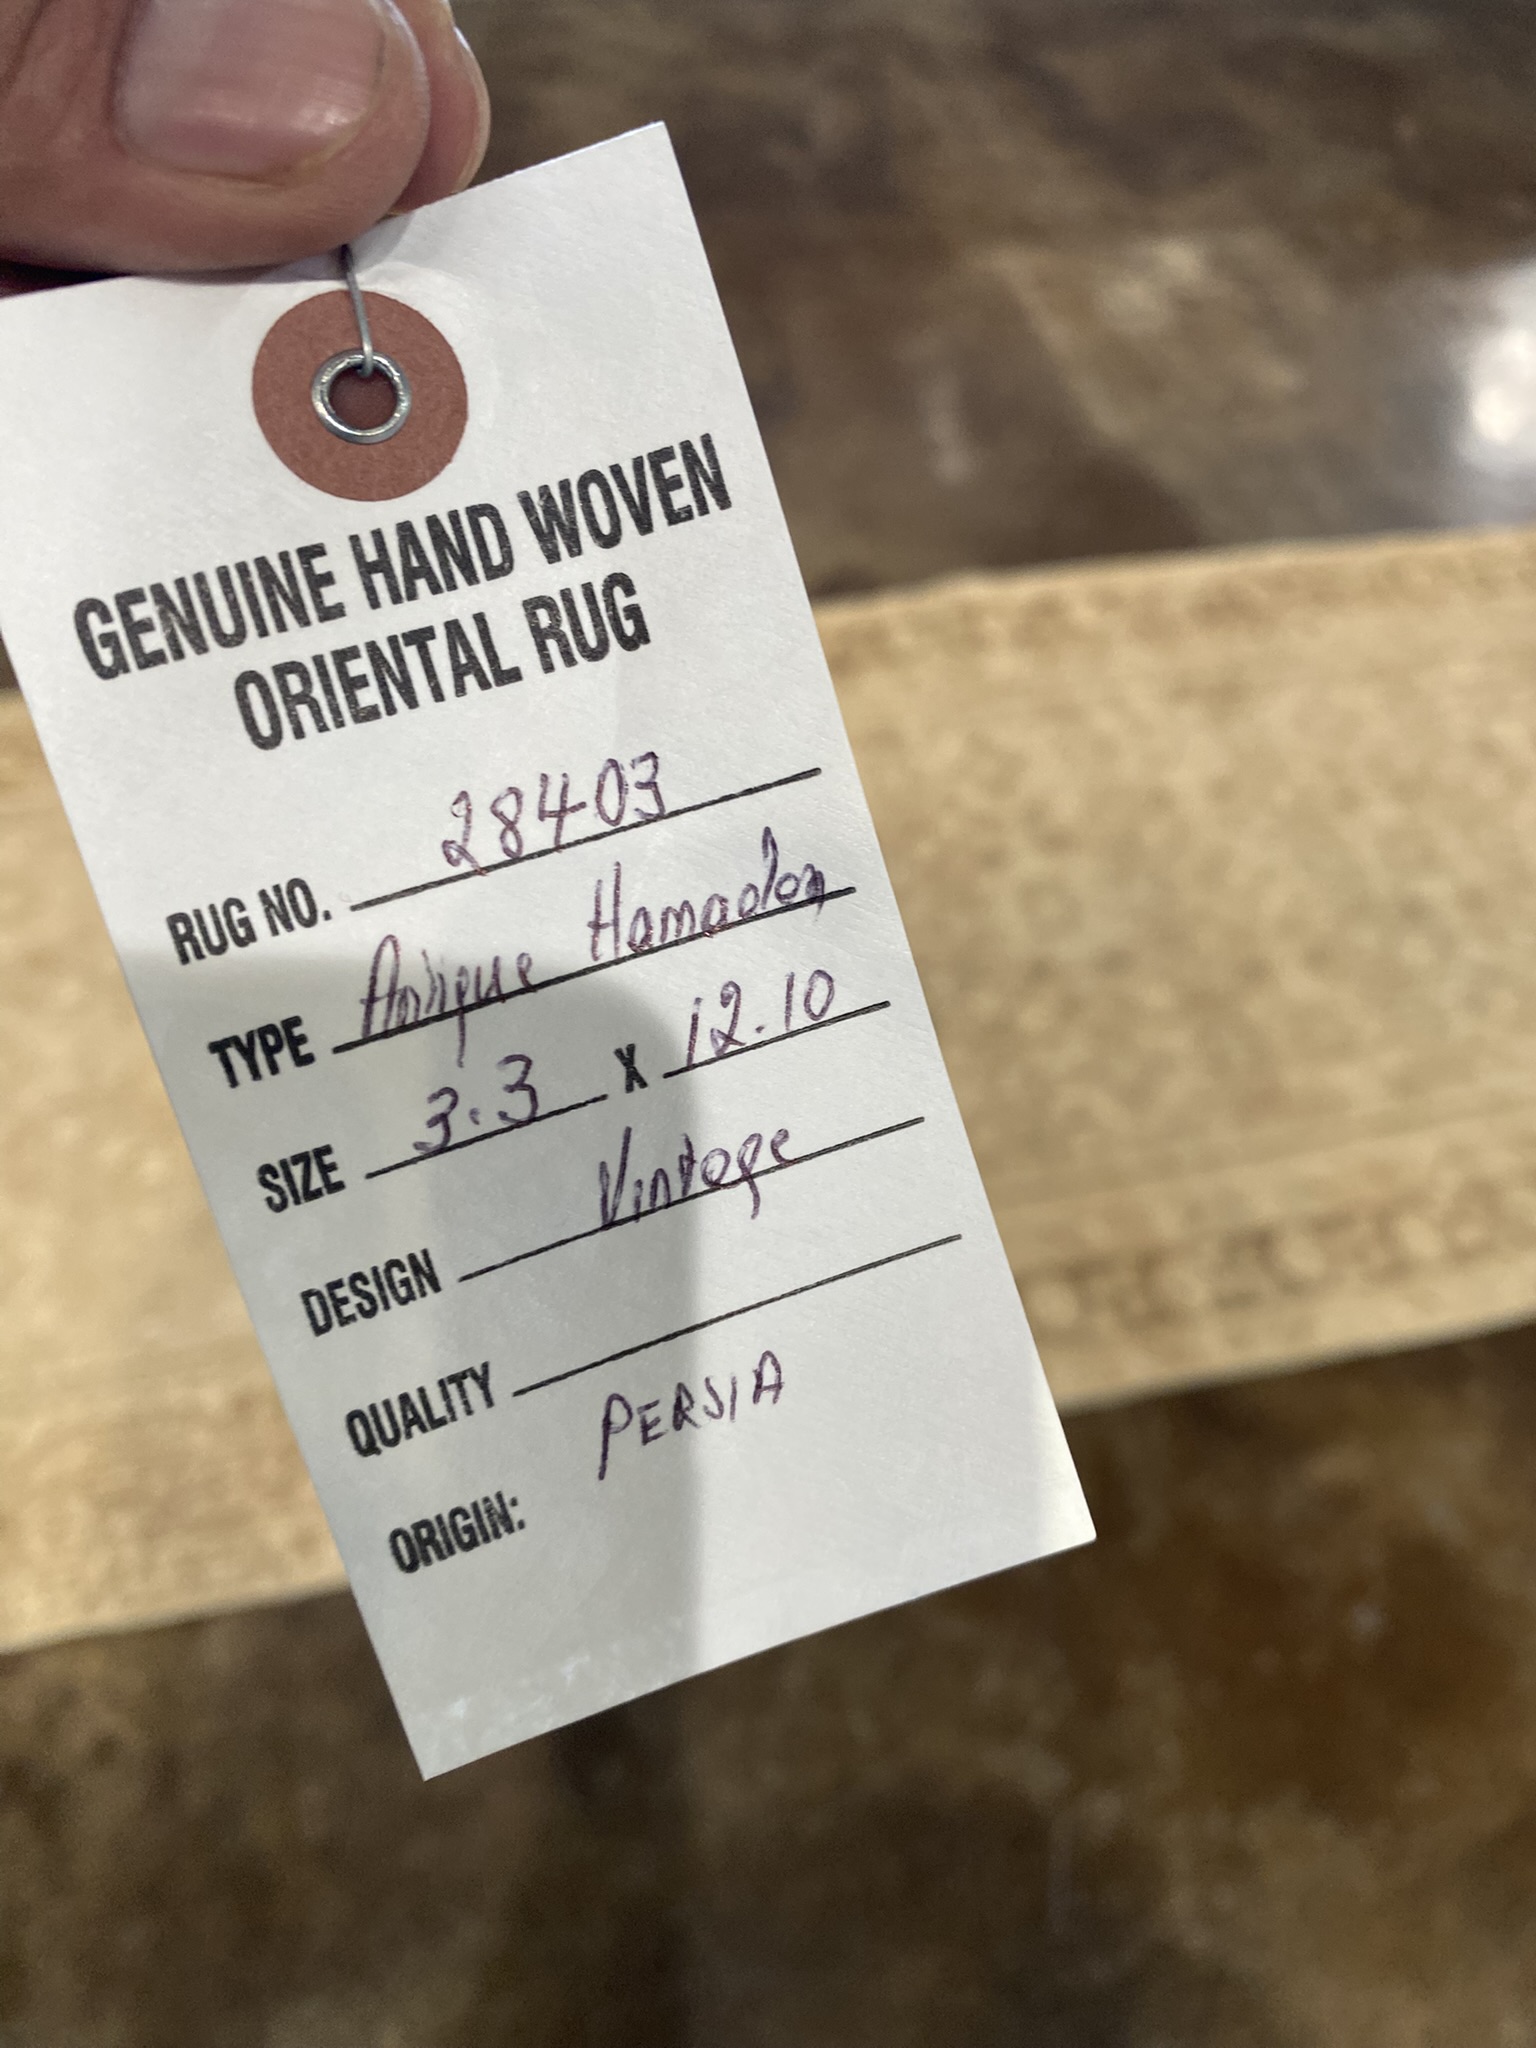 GENUINE HAND WOVEN
ORIENTAL RUG
RUG NO. 28403
TYPE Antique Hamadan
SIZE 3.3 X 12.10
DESIGN Vintage
QUALITY
ORIGIN: PERSIA